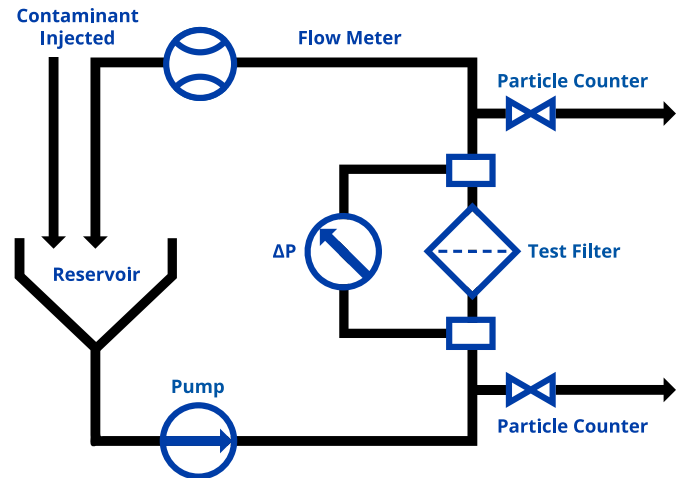 Contaminant
Injected
Flow Meter
Particle Counter
Reservoir
ΔP
Test Filter
Pump
Particle Counter